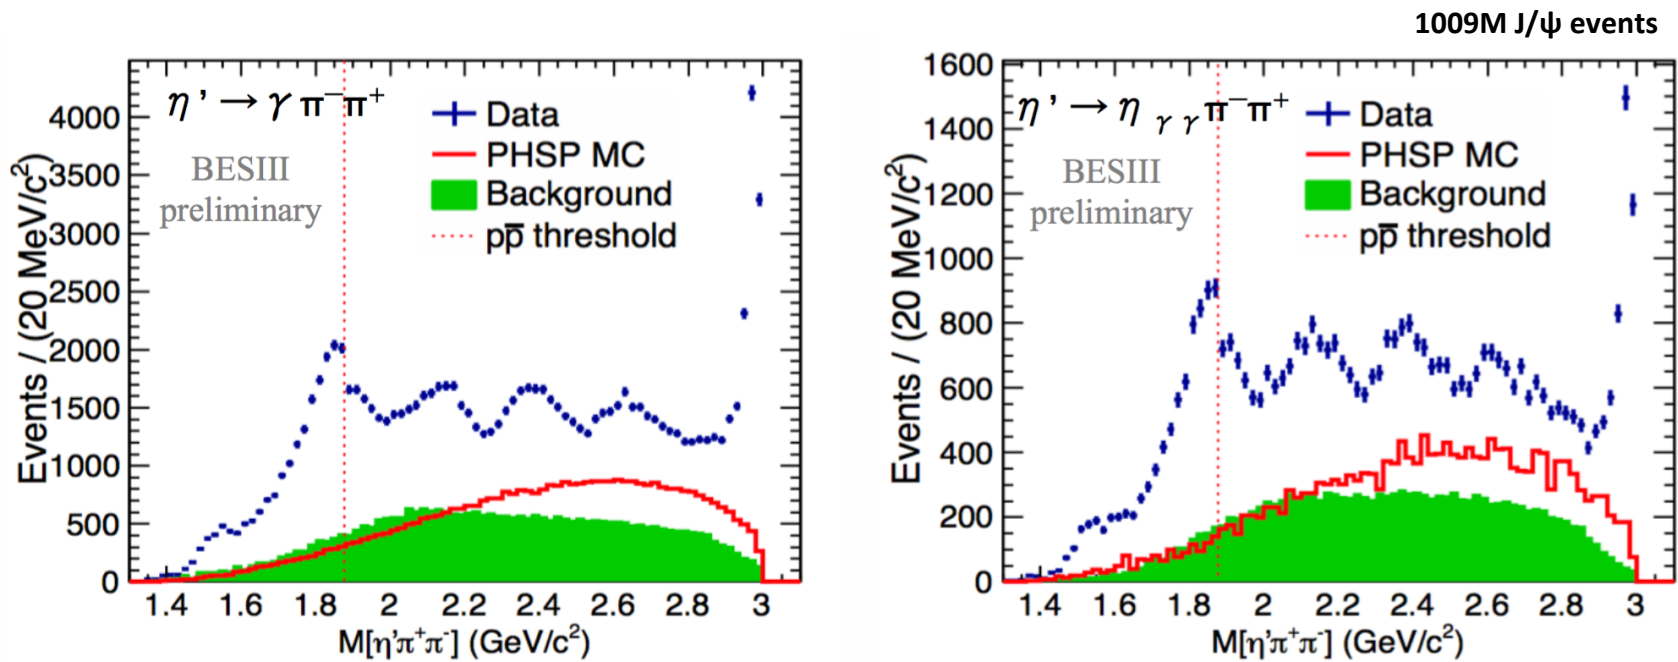 1009M J/ψ events
η' → γ π⁻π⁺
BESIII
preliminary
Data
PHSP MC
Background
pp̅ threshold
Events / (20 MeV/c²)
4000
3500
3000
2500
2000
1500
1000
500
0
1.4 1.6 1.8 2 2.2 2.4 2.6 2.8 3
M[η'π⁺π⁻] (GeV/c²)
η' → η γγ π⁻π⁺
BESIII
preliminary
Data
PHSP MC
Background
pp̅ threshold
Events / (20 MeV/c²)
1600
1400
1200
1000
800
600
400
200
0
1.4 1.6 1.8 2 2.2 2.4 2.6 2.8 3
M[η'π⁺π⁻] (GeV/c²)